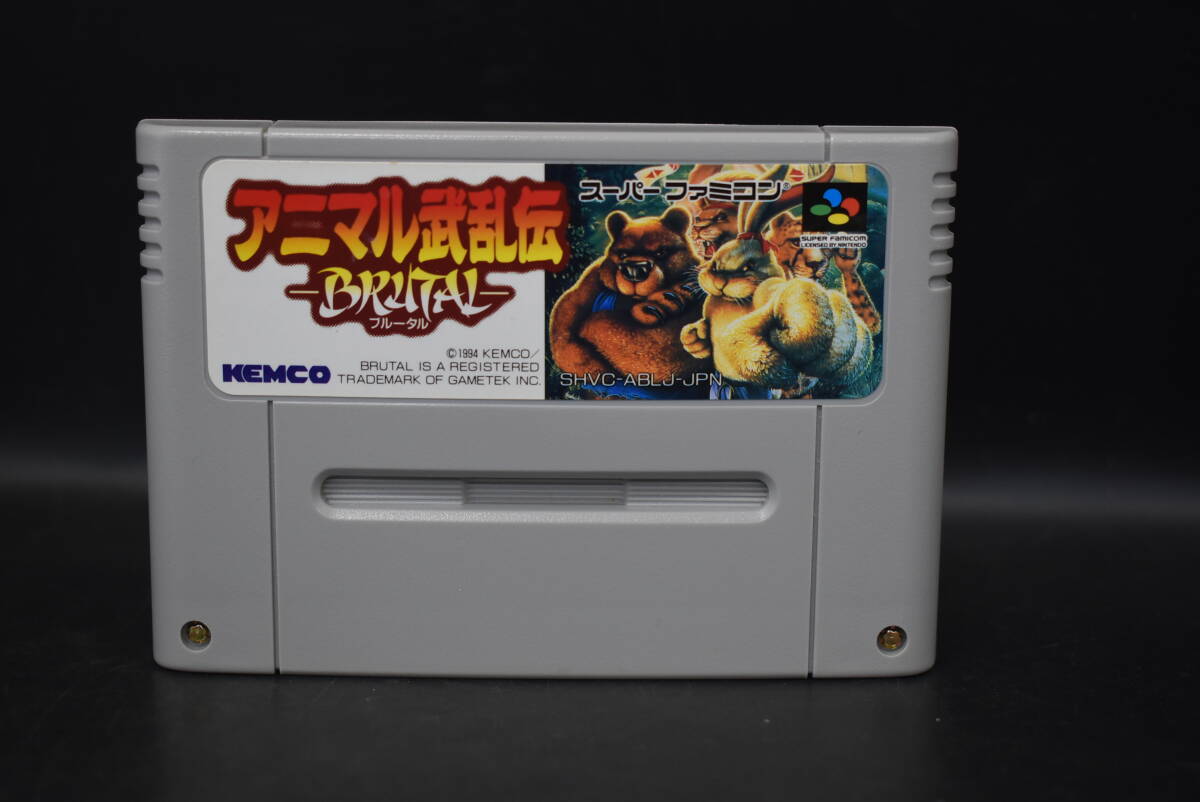 アニマル武乱伝
BRUTAL
ブルータル
©1994 KEMCO/
BRUTAL IS A REGISTERED
TRADEMARK OF GAMETEK INC.
KEMCO
スーパーファミコン®
SUPER FAMICOM
LICENSED BY NINTENDO
SHVC-ABLJ-JPN